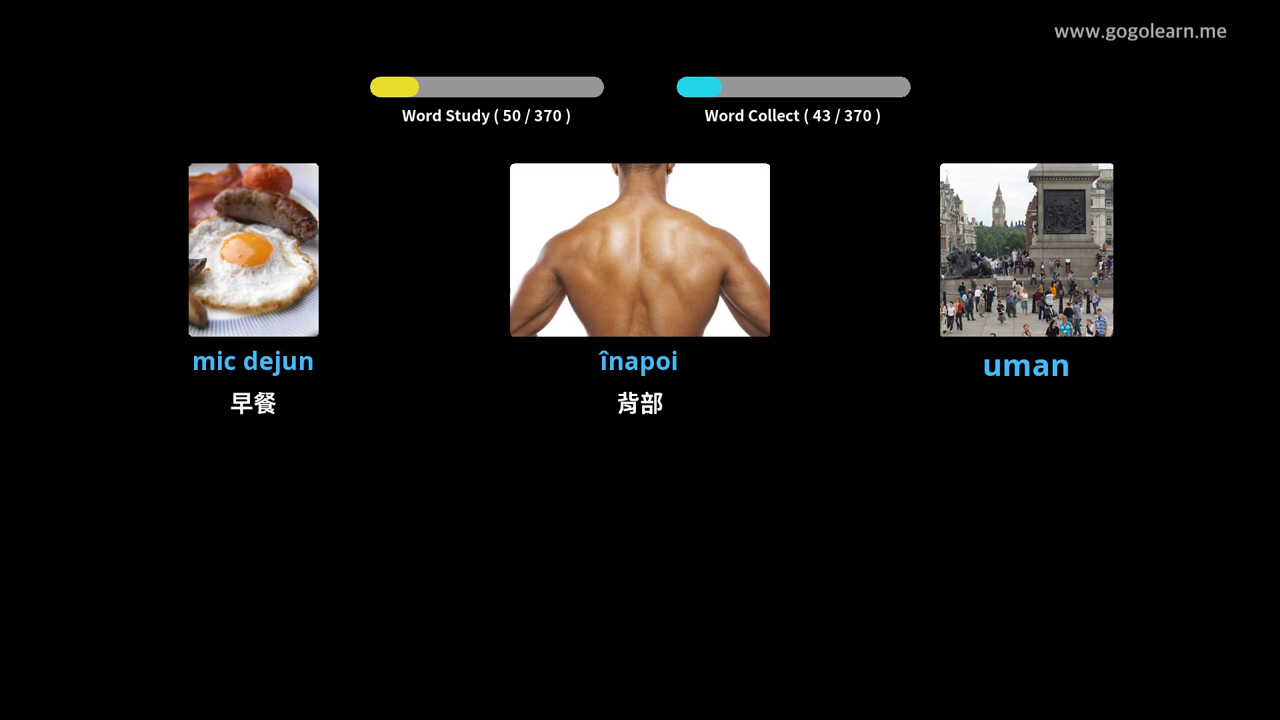 www.gogolearn.me
Word Study ( 50 / 370 )
Word Collect ( 43 / 370 )
mic dejun
早餐
înapoi
背部
uman